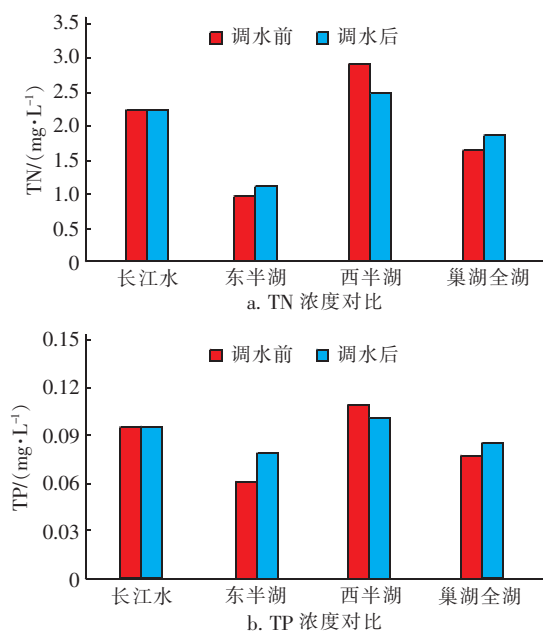 3.5
3.0
2.5
2.0
1.5
1.0
0.5
0
TN/(mg·L⁻¹)
调水前 调水后
长江水 东半湖 西半湖 巢湖全湖
a. TN 浓度对比
0.15
0.12
0.09
0.06
0.03
0
TP/(mg·L⁻¹)
调水前 调水后
长江水 东半湖 西半湖 巢湖全湖
b. TP 浓度对比